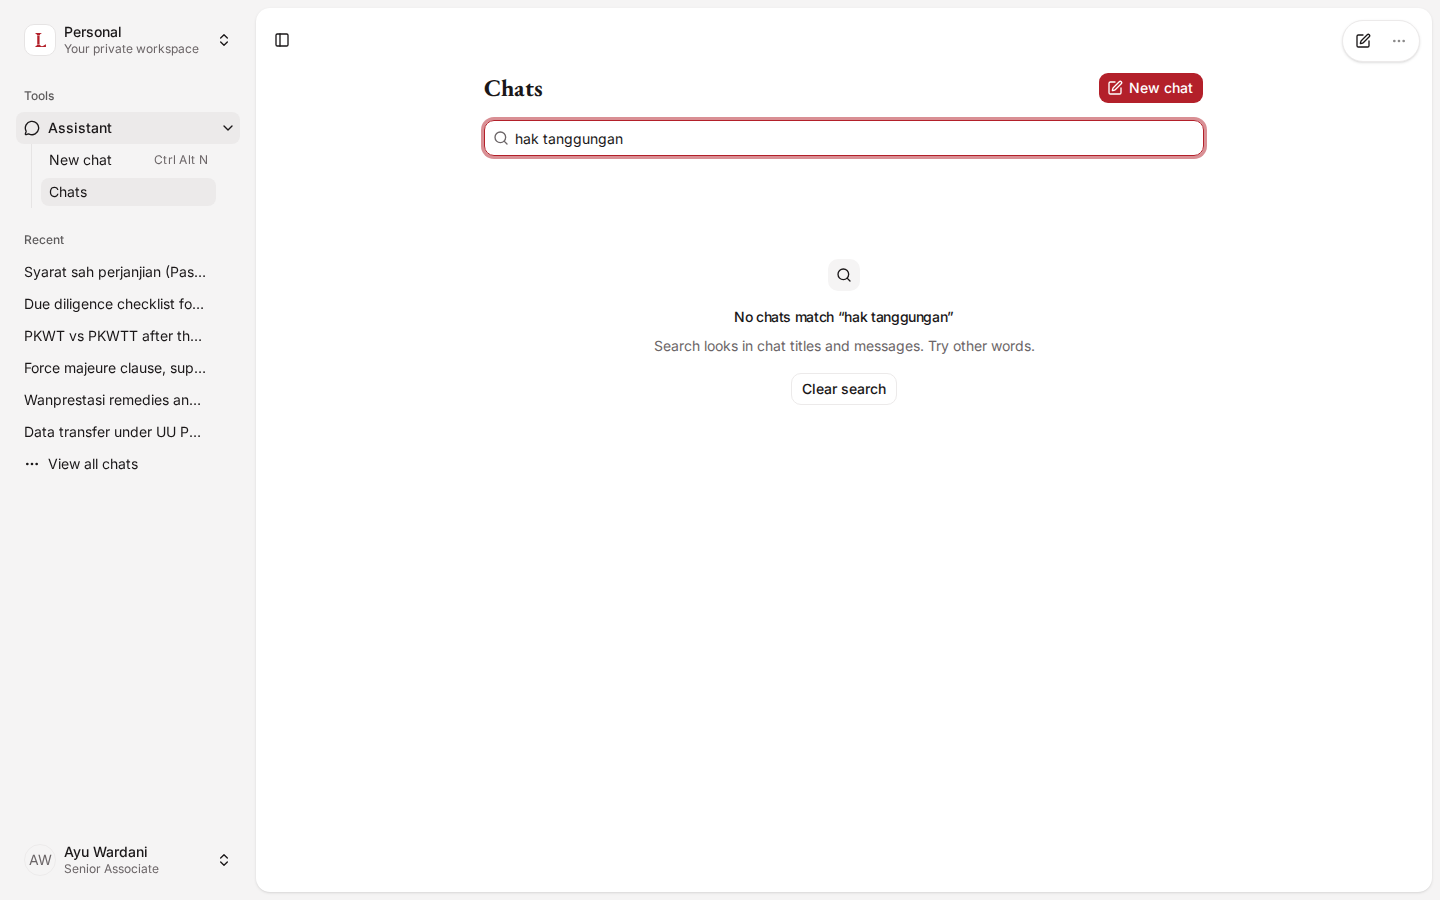 L
Personal
Your private workspace
Tools
Assistant
New chat Ctrl Alt N
Chats
Recent
Syarat sah perjanjian (Pas...
Due diligence checklist fo...
PKWT vs PKWTT after th...
Force majeure clause, sup...
Wanprestasi remedies an...
Data transfer under UU P...
View all chats
AW
Ayu Wardani
Senior Associate
Chats
New chat
hak tanggungan
No chats match “hak tanggungan”
Search looks in chat titles and messages. Try other words.
Clear search